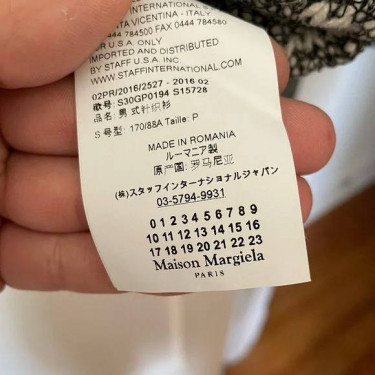 INTERNATIONAL S
VICENTINA - ITALY
0444 784500 FAX 0444 784580
FOR U.S.A. ONLY
IMPORTED AND DISTRIBUTED
BY STAFF U.S.A. INC
WWW.STAFFINTERNATIONAL.COM
02PR/2016/2527 - 2016 02
款号: S30GP0194 S15728
品名: 男式针织衫
S 号型: 170/88A Taille: P
MADE IN ROMANIA
ルーマニア製
原产国: 罗马尼亚
(株)スタッフインターナショナルジャパン
03-5794-9931
0 1 2 3 4 5 6 7 8 9
10 11 12 13 14 15 16
17 18 19 20 21 22 23
Maison Margiela
PARIS